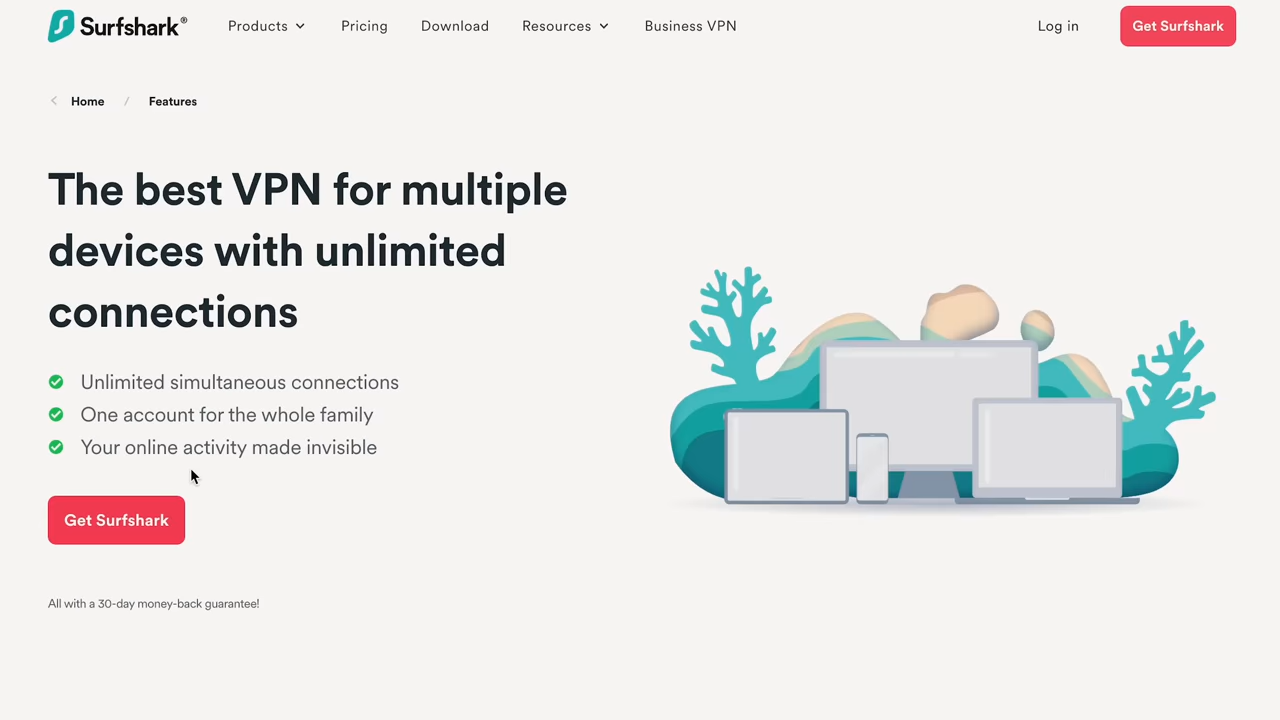 Surfshark®
Products
Pricing
Download
Resources
Business VPN
Log in
Get Surfshark
Home / Features
The best VPN for multiple
devices with unlimited
connections
Unlimited simultaneous connections
One account for the whole family
Your online activity made invisible
Get Surfshark
All with a 30-day money-back guarantee!